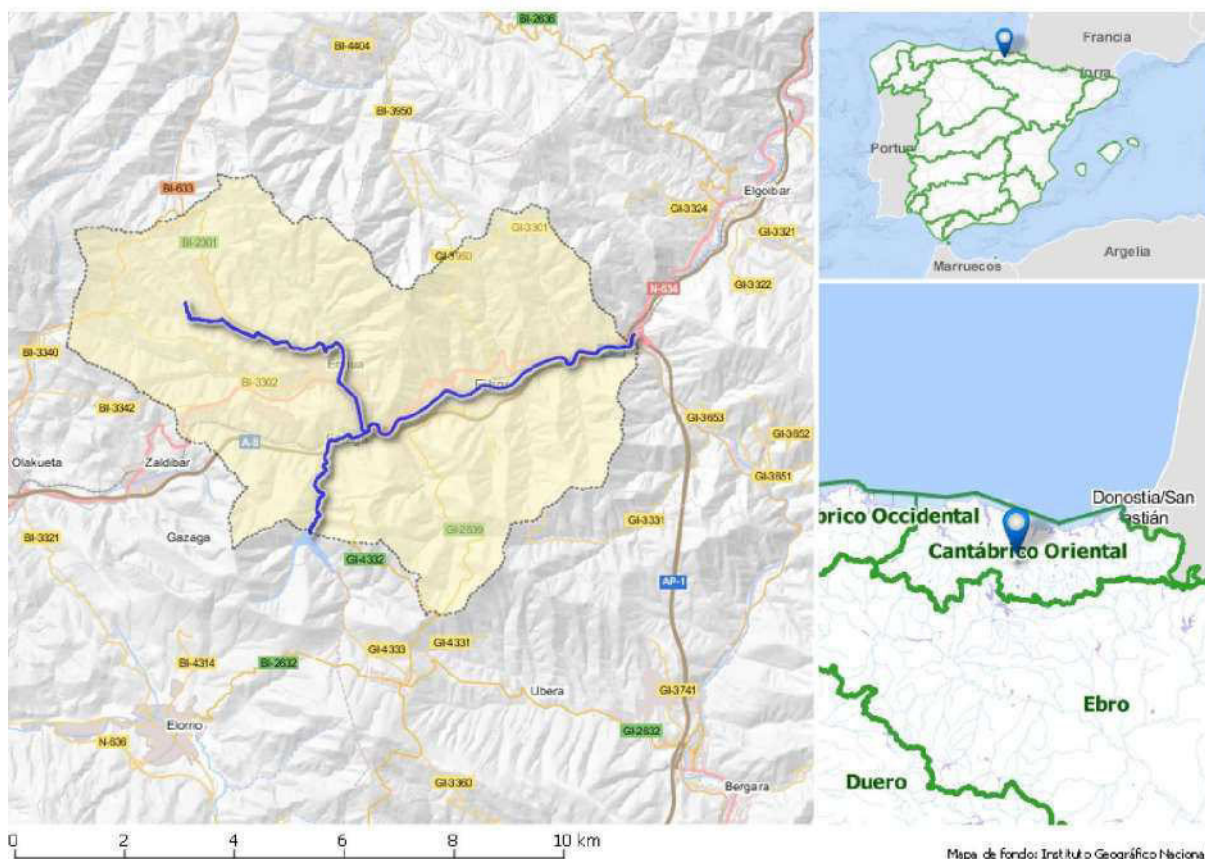 BI-2636
BI-4404
BI-3950
BI-633
Elgoibar
GI-3324
GI-3321
GI-3301
BI-2301
GI-3950
GI-3322
N-634
BI-3340
Ermua
Eibar
BI-3302
BI-3342
GI-3653
GI-3652
A-8
Olakueta
Zaldibar
GI-3651
GI-3331
BI-3321
Gazaga
GI-2639
GI-4332
AP-1
GI-4331
GI-4333
BI-4314
BI-2632
Ubera
GI-3741
Elorrio
GI-2632
N-636
GI-3360
Bergara
0 2 4 6 8 10 km
Francia
Portu
Argelia
Marruecos
Donostia/San
brico Occidental
Cantábrico Oriental
Ebro
Duero
Mapa de fondo: Instituto Geográfico Naciona